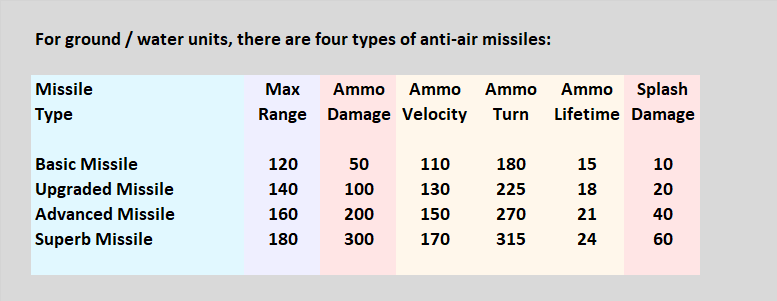 For ground / water units, there are four types of anti-air missiles:
Missile Max Ammo Ammo Ammo Ammo Splash
Type Range Damage Velocity Turn Lifetime Damage
Basic Missile 120 50 110 180 15 10
Upgraded Missile 140 100 130 225 18 20
Advanced Missile 160 200 150 270 21 40
Superb Missile 180 300 170 315 24 60